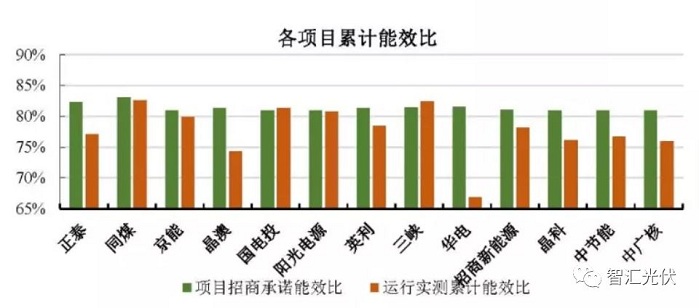 各项目累计能效比
90%
85%
80%
75%
70%
65%
正泰
同煤
京能
晶澳
国电投
阳光电源
英利
三峡
华电
招商新能源
晶科
中节能
中广核
项目招商承诺能效比 运行实测累计能效比
智汇光伏